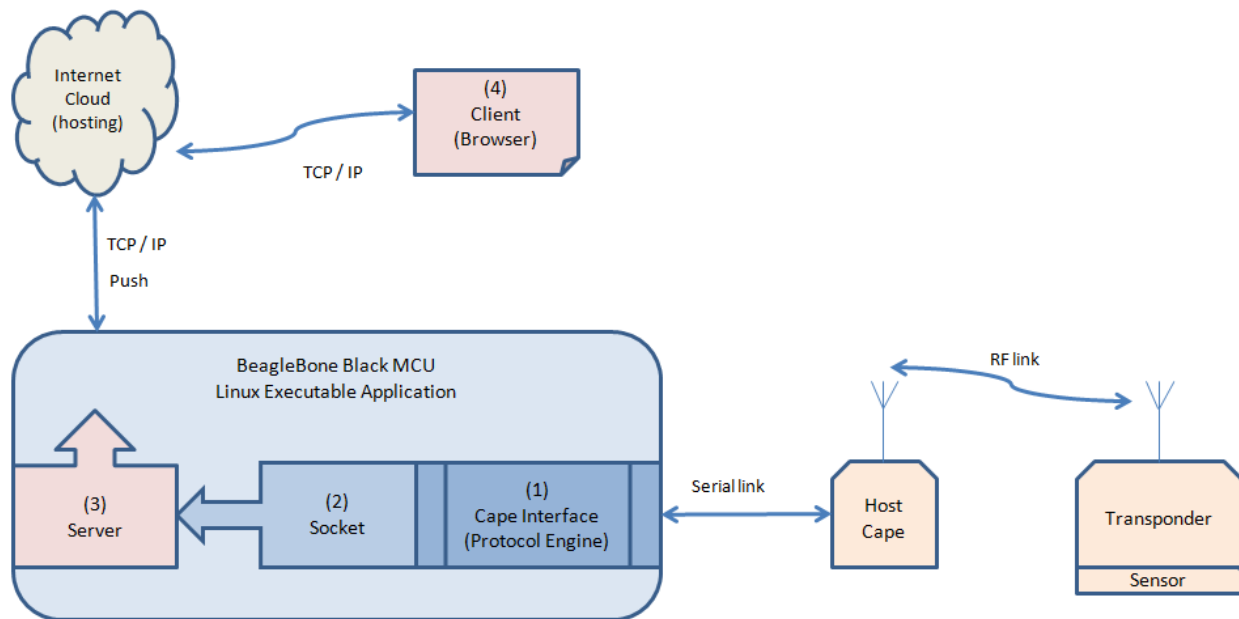 Internet
Cloud
(hosting)
(4)
Client
(Browser)
TCP / IP
TCP / IP
Push
BeagleBone Black MCU
Linux Executable Application
RF link
(3)
Server
(2)
Socket
(1)
Cape Interface
(Protocol Engine)
Serial link
Host
Cape
Transponder
Sensor